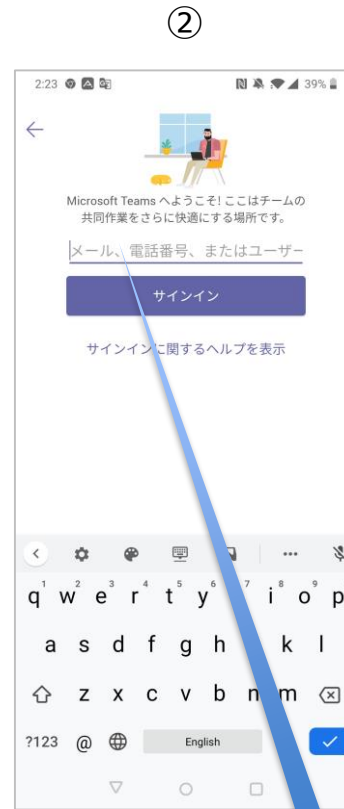 ②
2:23
39%
Microsoft Teams へようこそ! ここはチームの
共同作業をさらに快適にする場所です。
メール、電話番号、またはユーザー
サインイン
サインインに関するヘルプを表示
q 1 w 2 e 3 r 4 t 5 y 6 7 i 8 o 9 p
a s d f g h k l
z x c v b n m
?123 @ English